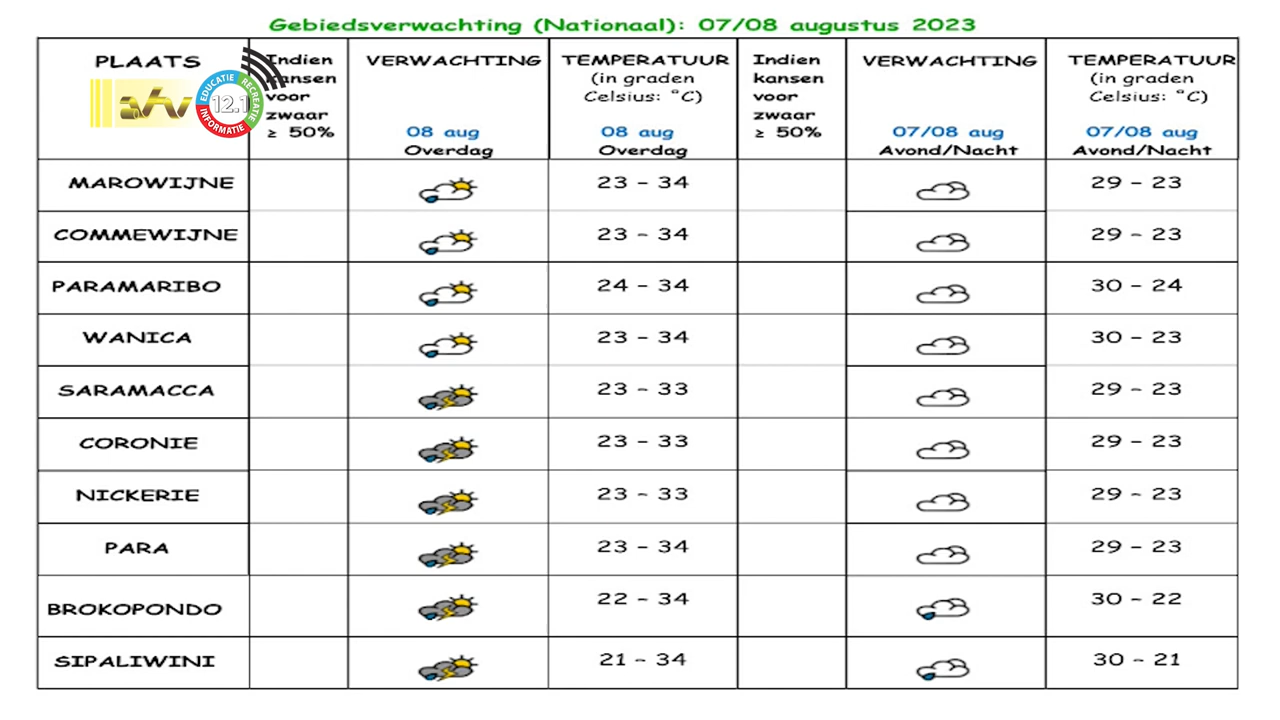 Gebiedsverwachting (Nationaal): 07/08 augustus 2023
PLAATS
Indien
kansen
voor
zwaar
≥ 50%
VERWACHTING
08 aug
Overdag
TEMPERATUUR
(in graden
Celsius: °C)
08 aug
Overdag
Indien
kansen
voor
zwaar
≥ 50%
VERWACHTING
07/08 aug
Avond/Nacht
TEMPERATUUR
(in graden
Celsius: °C)
07/08 aug
Avond/Nacht
atv
EDUCATIE
RECREATIE
INFORMATIE
12.1
MAROWIJNE 23 - 34 29 - 23
COMMEWIJNE 23 - 34 29 - 23
PARAMARIBO 24 - 34 30 - 24
WANICA 23 - 34 30 - 23
SARAMACCA 23 - 33 29 - 23
CORONIE 23 - 33 29 - 23
NICKERIE 23 - 33 29 - 23
PARA 23 - 34 29 - 23
BROKOPONDO 22 - 34 30 - 22
SIPALIWINI 21 - 34 30 - 21